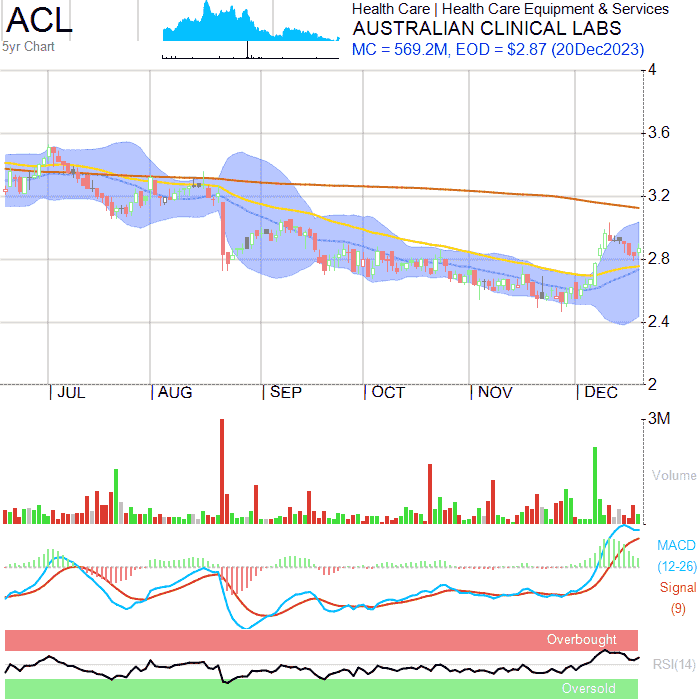 ACL
5yr Chart
Health Care | Health Care Equipment & Services
AUSTRALIAN CLINICAL LABS
MC = 569.2M, EOD = $2.87 (20Dec2023)
4
3.6
3.2
2.8
2.4
2
JUL
AUG
SEP
OCT
NOV
DEC
3M
Volume
MACD
(12-26)
Signal
(9)
Overbought
RSI(14)
Oversold